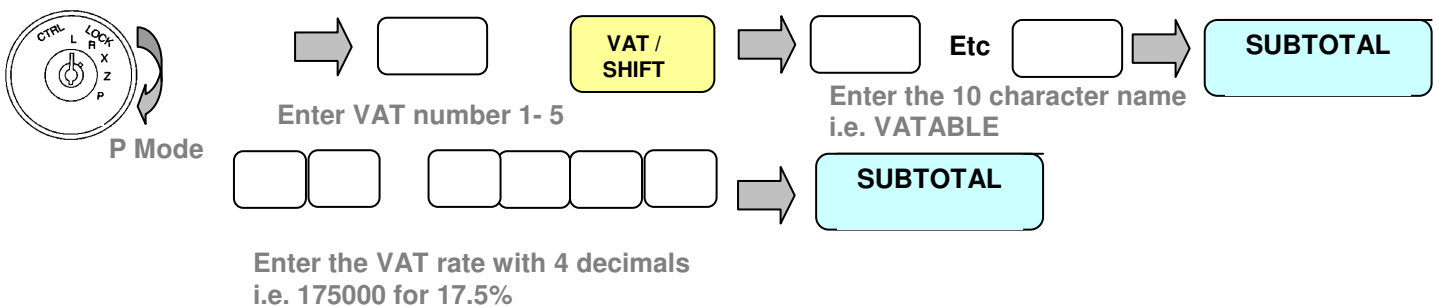 CTRL
LOCK
L
R
X
Z
P
P Mode
VAT /
SHIFT
Enter VAT number 1- 5
Etc
SUBTOTAL
Enter the 10 character name
i.e. VATABLE
SUBTOTAL
Enter the VAT rate with 4 decimals
i.e. 175000 for 17.5%